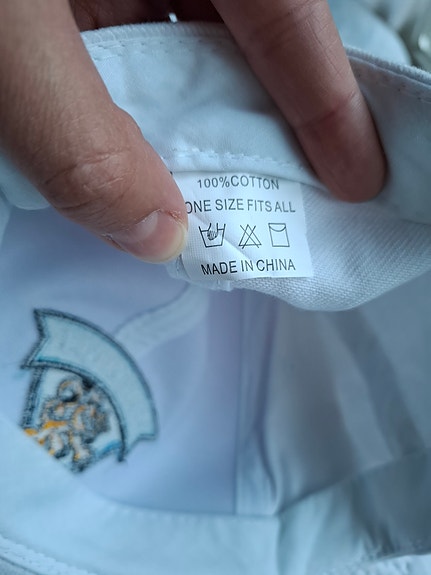 100%COTTON
ONE SIZE FITS ALL
MADE IN CHINA